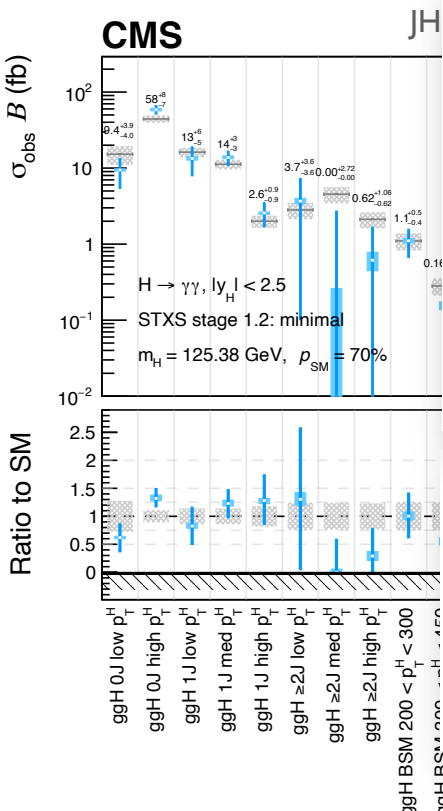 CMS
JH
σobs B (fb)
10²
10
1
10⁻¹
10⁻²
9.4 +3.9 −4.0
58 +8 −7
13 +6 −5
14 +3 −3
2.6 +0.9 −0.9
3.7 +3.6 −3.6
0.00 +2.72 −0.00
0.62 +1.06 −0.62
1.1 +0.5 −0.4
0.16
H → γγ, |yH| < 2.5
STXS stage 1.2: minimal
mH = 125.38 GeV, pSM = 70%
Ratio to SM
2.5
2
1.5
1
0.5
0
ggH 0J low pTH
ggH 0J high pTH
ggH 1J low pTH
ggH 1J med pTH
ggH 1J high pTH
ggH ≥2J low pTH
ggH ≥2J med pTH
ggH ≥2J high pTH
ggH BSM 200 < pTH < 300